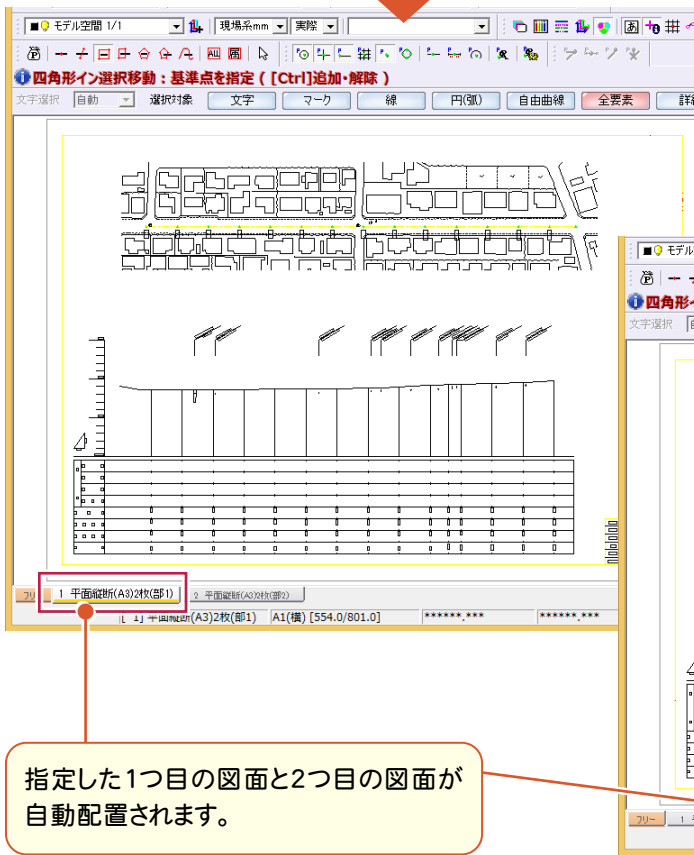 モデル空間 1/1 現場系mm 実際
ALL
四角形イン選択移動：基準点を指定 ( [Ctrl]追加・解除 )
文字選択 自動 選択対象 文字 マーク 線 円(弧) 自由曲線 全要素 詳細
フリー 1 平面縦断(A3)2枚(部1) 2 平面縦断(A3)2枚(部2)
[ 1] 平面縦断(A3)2枚(部1) A1(横) [554.0/801.0] ******.*** ******.***
モデル
四角形イ
文字選択
フリー 1
指定した1つ目の図面と2つ目の図面が
自動配置されます。